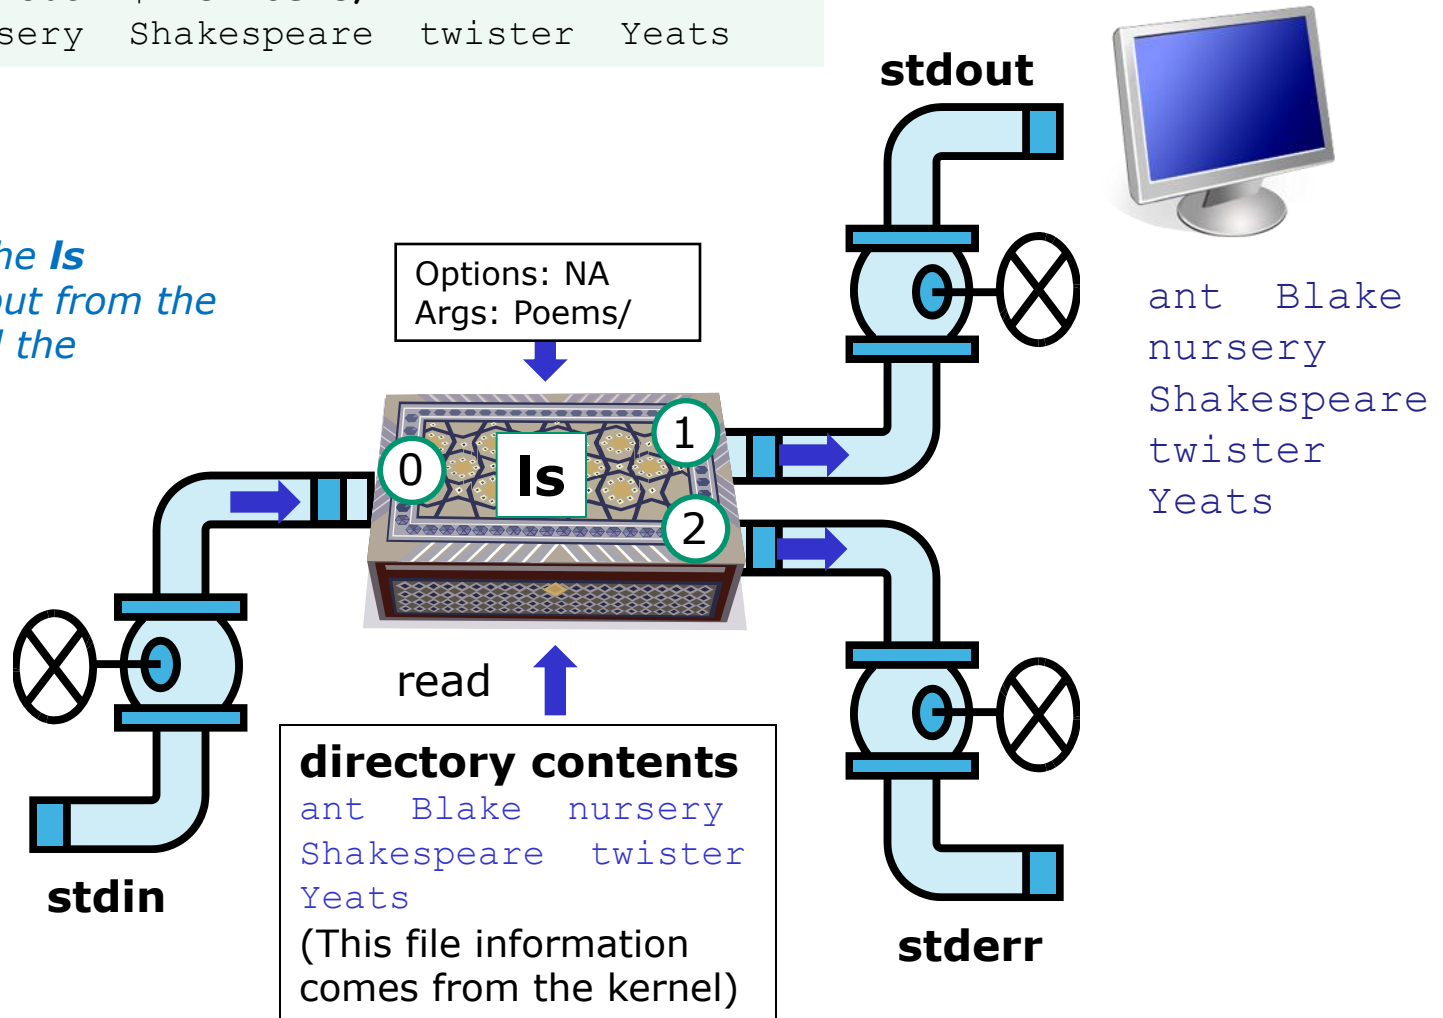 Shakespeare twister Yeats
stdout
he ls
out from the
the
Options: NA
Args: Poems/
ant Blake
nursery
Shakespeare
twister
Yeats
0
ls
1
2
read
directory contents
ant Blake nursery
Shakespeare twister
Yeats
(This file information
comes from the kernel)
stdin
stderr